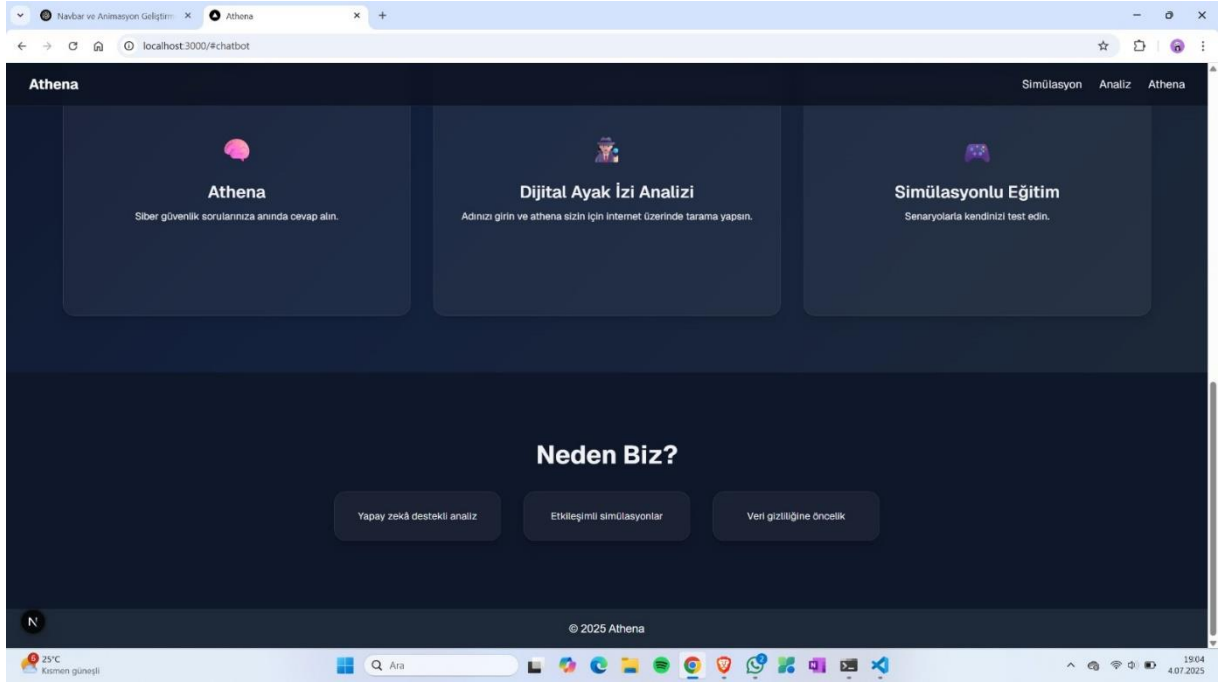 Navbar ve Animasyon Geliştirm
Athena
localhost:3000/#chatbot
Athena
Simülasyon Analiz Athena
Athena
Siber güvenlik sorularınıza anında cevap alın.
Dijital Ayak İzi Analizi
Adınızı girin ve athena sizin için internet üzerinde tarama yapsın.
Simülasyonlu Eğitim
Senaryolarla kendinizi test edin.
Neden Biz?
Yapay zekâ destekli analiz
Etkileşimli simülasyonlar
Veri gizliliğine öncelik
N
© 2025 Athena
6
25°C
Kısmen güneşli
Ara
2
19:04
4.07.2025